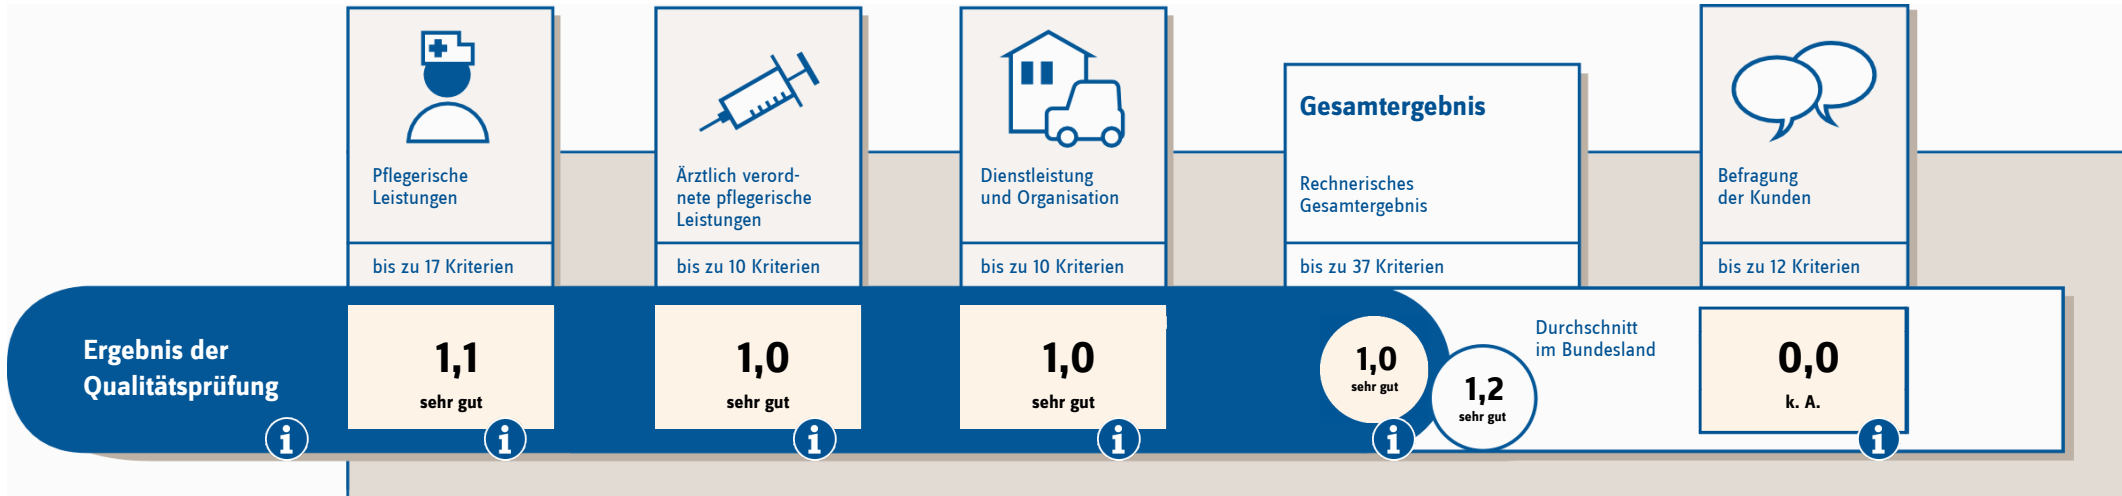 Pflegerische
Leistungen
bis zu 17 Kriterien
Ärztlich verord-
nete pflegerische
Leistungen
bis zu 10 Kriterien
Dienstleistung
und Organisation
bis zu 10 Kriterien
Gesamtergebnis
Rechnerisches
Gesamtergebnis
bis zu 37 Kriterien
Befragung
der Kunden
bis zu 12 Kriterien
Ergebnis der
Qualitätsprüfung
i
1,1
sehr gut
i
1,0
sehr gut
i
1,0
sehr gut
i
1,0
sehr gut
i
1,2
sehr gut
Durchschnitt
im Bundesland
0,0
k. A.
i